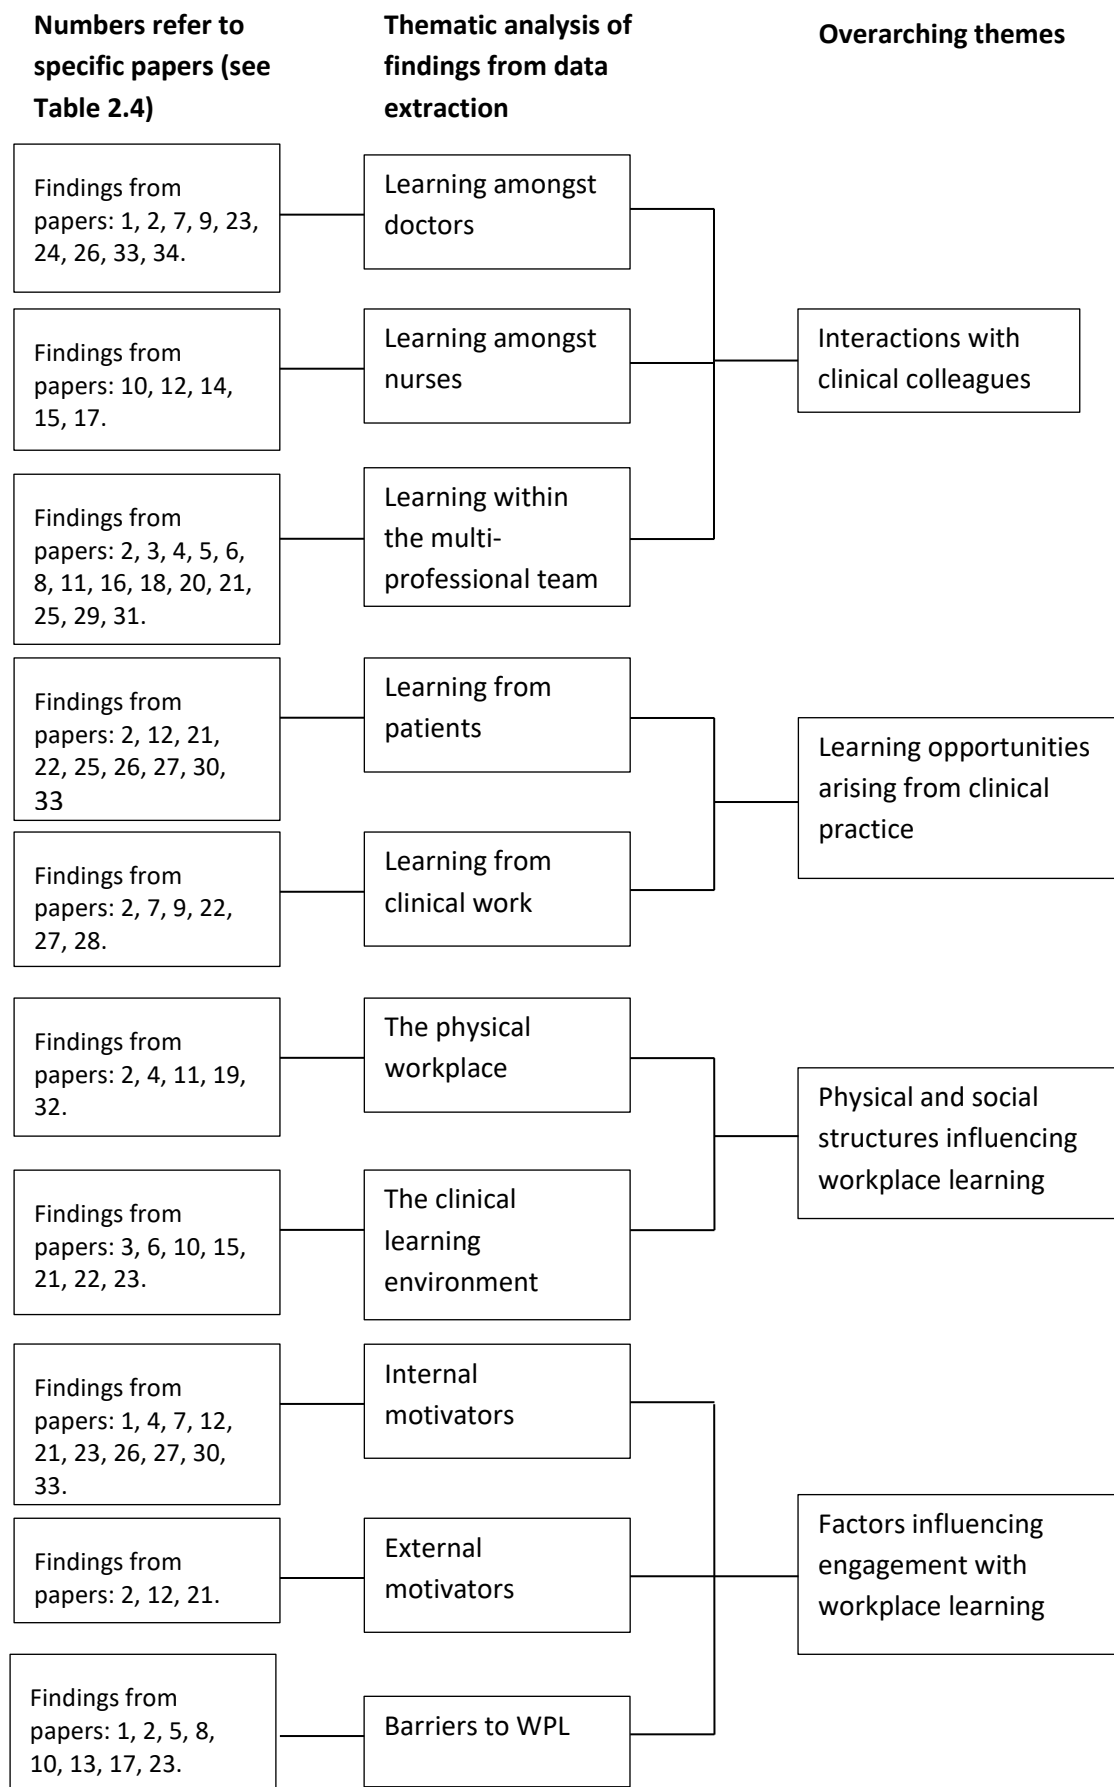 Numbers refer to
specific papers (see
Table 2.4)
Thematic analysis of
findings from data
extraction
Overarching themes
Findings from
papers: 1, 2, 7, 9, 23,
24, 26, 33, 34.
Learning amongst
doctors
Findings from
papers: 10, 12, 14,
15, 17.
Learning amongst
nurses
Interactions with
clinical colleagues
Findings from
papers: 2, 3, 4, 5, 6,
8, 11, 16, 18, 20, 21,
25, 29, 31.
Learning within
the multi-
professional team
Findings from
papers: 2, 12, 21,
22, 25, 26, 27, 30,
33
Learning from
patients
Learning opportunities
arising from clinical
practice
Findings from
papers: 2, 7, 9, 22,
27, 28.
Learning from
clinical work
Findings from
papers: 2, 4, 11, 19,
32.
The physical
workplace
Physical and social
structures influencing
workplace learning
Findings from
papers: 3, 6, 10, 15,
21, 22, 23.
The clinical
learning
environment
Findings from
papers: 1, 4, 7, 12,
21, 23, 26, 27, 30,
33.
Internal
motivators
Findings from
papers: 2, 12, 21.
External
motivators
Factors influencing
engagement with
workplace learning
Findings from
papers: 1, 2, 5, 8,
10, 13, 17, 23.
Barriers to WPL